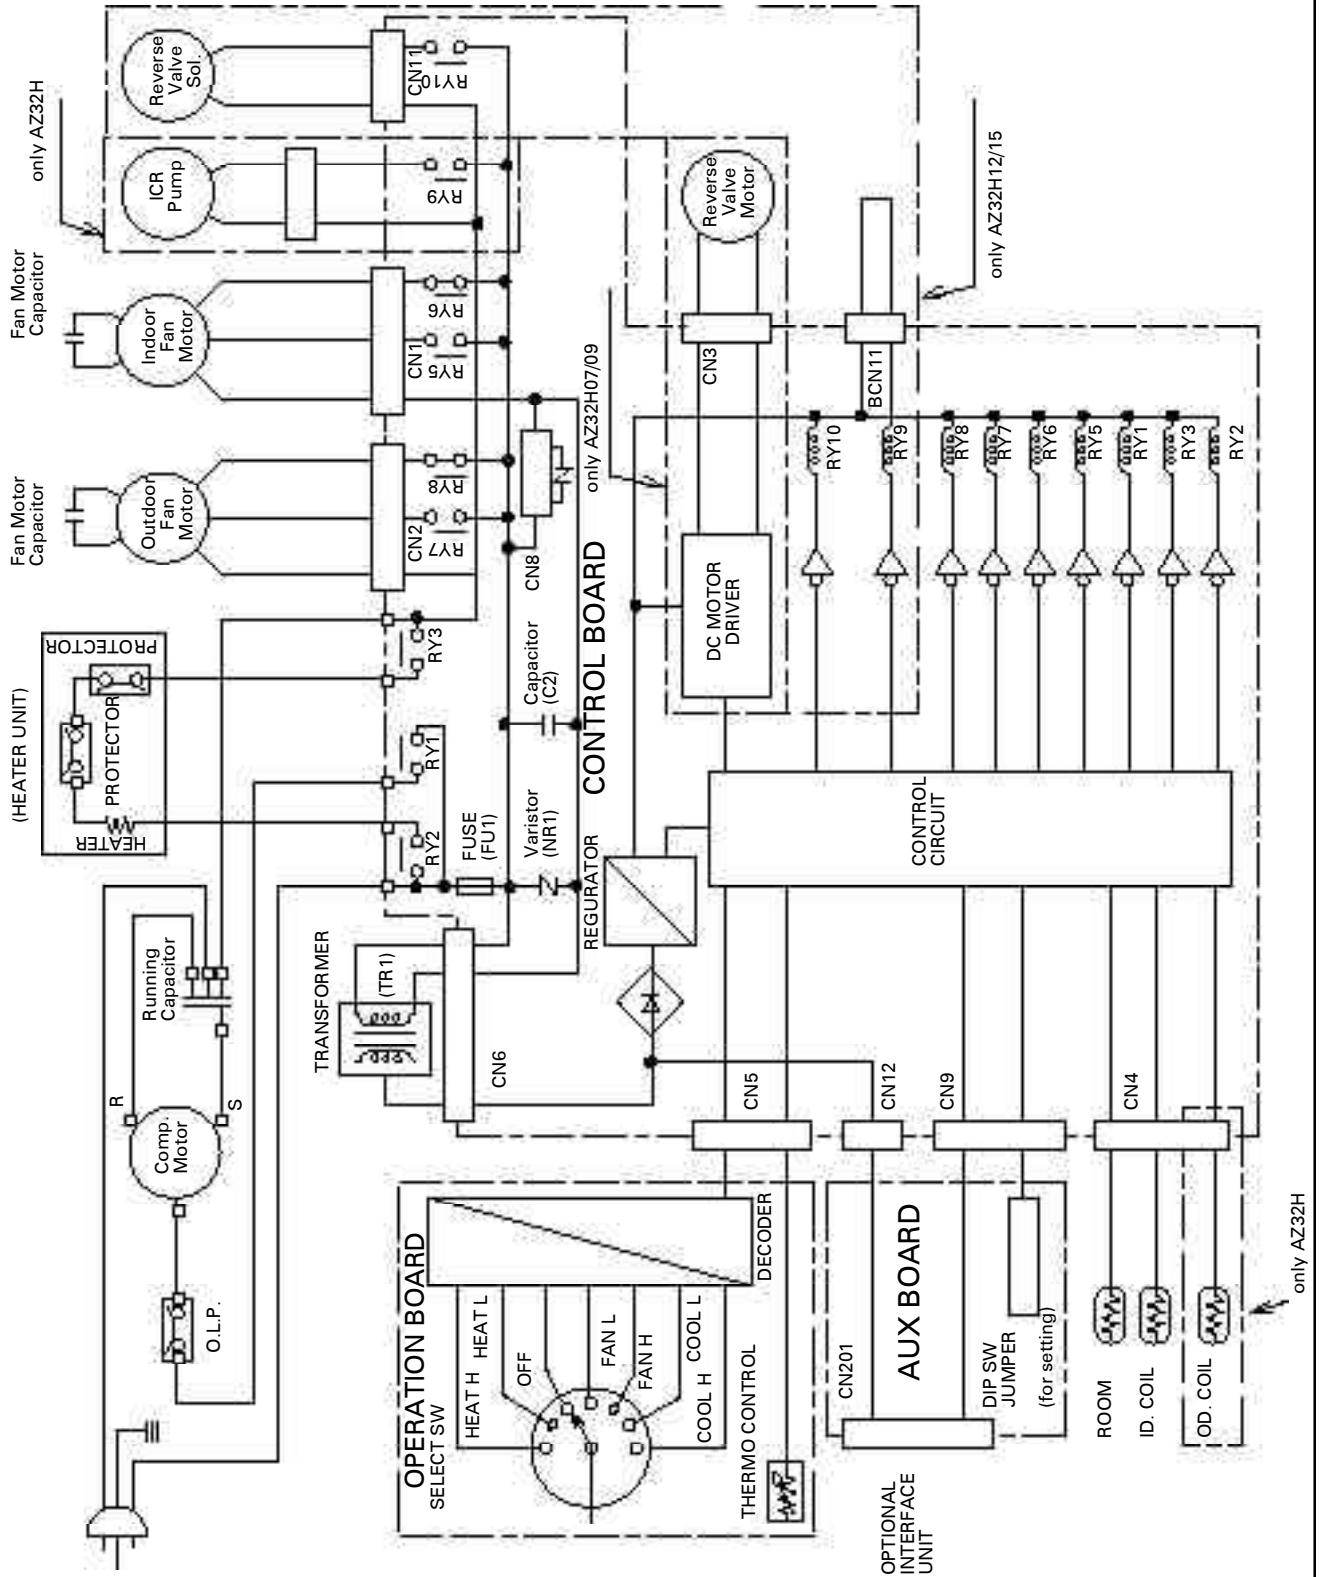 only AZ32H
Reverse
Valve
Sol.
CN11
RY10
ICR
Pump
RY9
Fan Motor
Capacitor
Indoor
Fan
Motor
CN1
RY6
RY5
Fan Motor
Capacitor
Outdoor
Fan
Motor
CN2
RY8
RY7
CN8
only AZ32H07/09
Reverse
Valve
Motor
CN3
BCN11
only AZ32H12/15
DC MOTOR
DRIVER
RY10
RY9
RY8
RY7
RY6
RY5
RY1
RY3
RY2
(HEATER UNIT)
PROTECTOR
PROTECTOR
HEATER
RY3
RY1
RY2
FUSE
(FU1)
Capacitor
(C2)
Varistor
(NR1)
CONTROL BOARD
REGURATOR
CONTROL
CIRCUIT
Running
Capacitor
TRANSFORMER
(TR1)
CN6
R
S
Comp.
Motor
O.L.P.
CN5
CN12
CN9
CN4
OPERATION BOARD
SELECT SW
HEAT H
HEAT L
OFF
FAN L
FAN H
COOL L
COOL H
DECODER
THERMO CONTROL
AUX BOARD
CN201
DIP SW
JUMPER
(for setting)
OPTIONAL
INTERFACE
UNIT
ROOM
ID. COIL
OD. COIL
only AZ32H